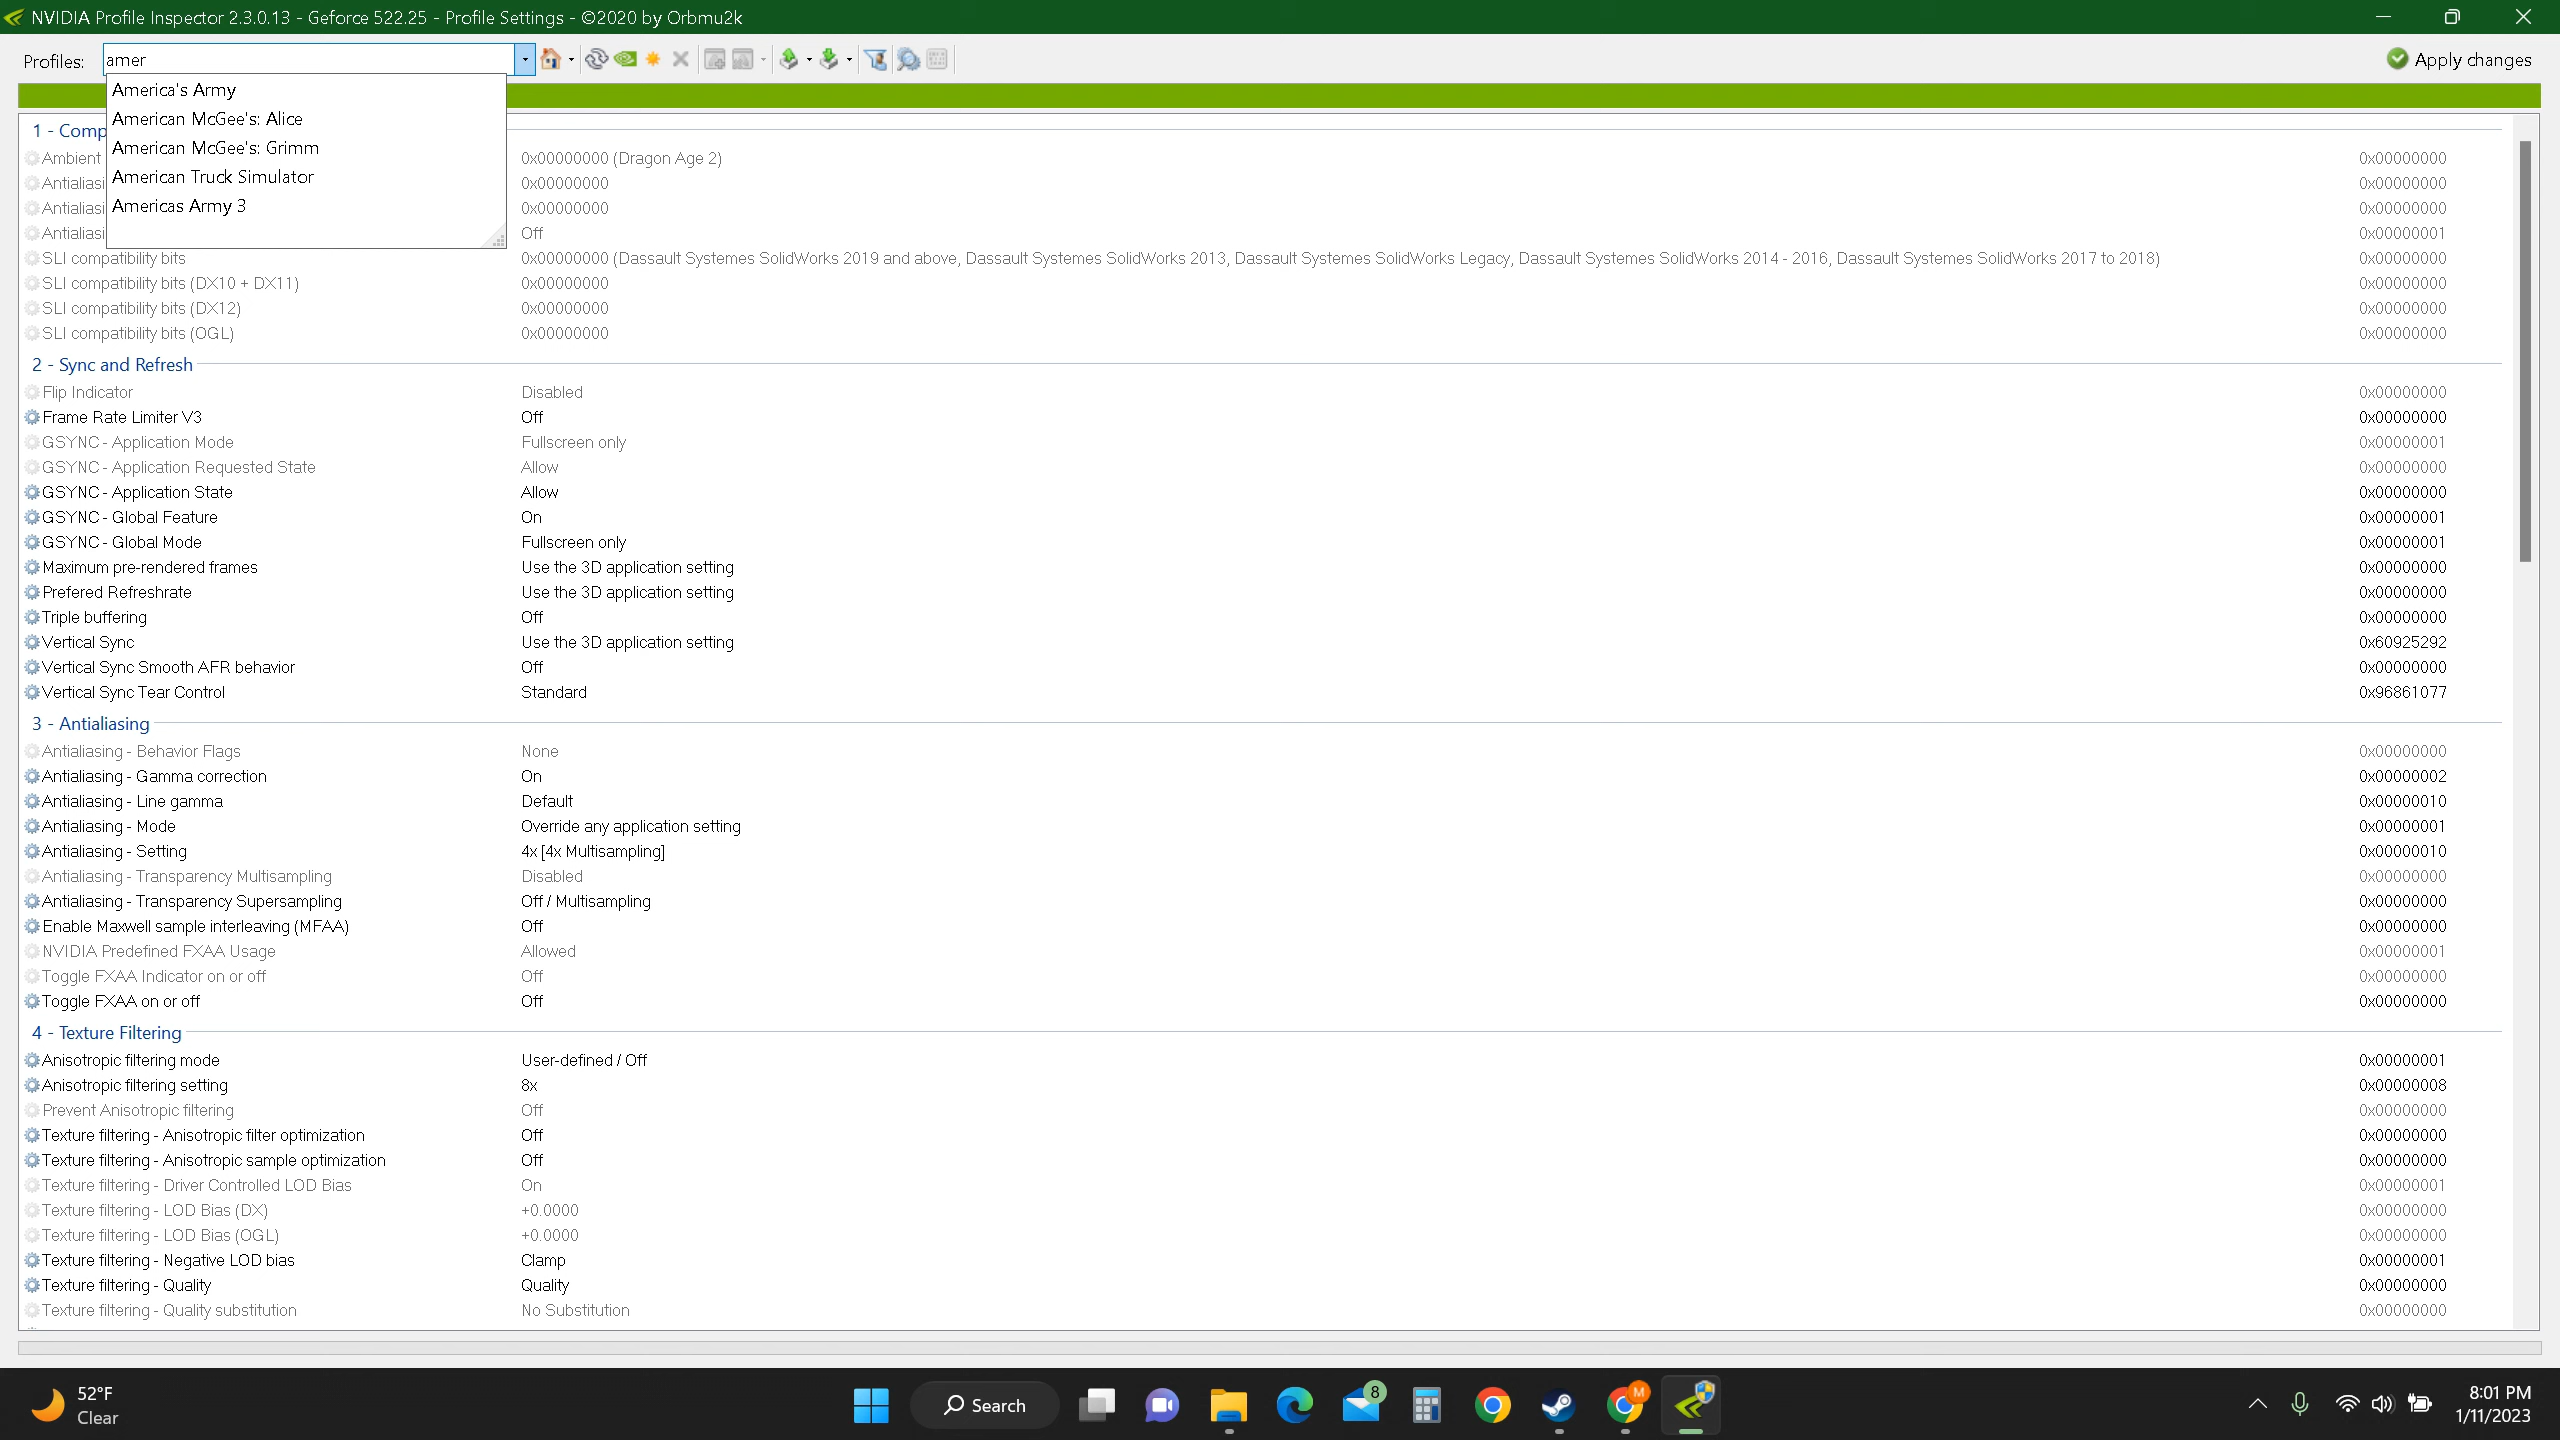 NVIDIA Profile Inspector 2.3.0.13 - Geforce 522.25 - Profile Settings - ©2020 by Orbmu2k
Profiles: amer Apply changes
America's Army
American McGee's: Alice
American McGee's: Grimm
American Truck Simulator
Americas Army 3
1 - Comp
Ambient 0x00000000 (Dragon Age 2) 0x00000000
Antialiasi 0x00000000 0x00000000
Antialiasi 0x00000000 0x00000000
Antialiasi Off 0x00000001
SLI compatibility bits 0x00000000 (Dassault Systemes SolidWorks 2019 and above, Dassault Systemes SolidWorks 2013, Dassault Systemes SolidWorks Legacy, Dassault Systemes SolidWorks 2014 - 2016, Dassault Systemes SolidWorks 2017 to 2018) 0x00000000
SLI compatibility bits (DX10 + DX11) 0x00000000 0x00000000
SLI compatibility bits (DX12) 0x00000000 0x00000000
SLI compatibility bits (OGL) 0x00000000 0x00000000
2 - Sync and Refresh
Flip Indicator Disabled 0x00000000
Frame Rate Limiter V3 Off 0x00000000
GSYNC - Application Mode Fullscreen only 0x00000001
GSYNC - Application Requested State Allow 0x00000000
GSYNC - Application State Allow 0x00000000
GSYNC - Global Feature On 0x00000001
GSYNC - Global Mode Fullscreen only 0x00000001
Maximum pre-rendered frames Use the 3D application setting 0x00000000
Prefered Refreshrate Use the 3D application setting 0x00000000
Triple buffering Off 0x00000000
Vertical Sync Use the 3D application setting 0x60925292
Vertical Sync Smooth AFR behavior Off 0x00000000
Vertical Sync Tear Control Standard 0x96861077
3 - Antialiasing
Antialiasing - Behavior Flags None 0x00000000
Antialiasing - Gamma correction On 0x00000002
Antialiasing - Line gamma Default 0x00000010
Antialiasing - Mode Override any application setting 0x00000001
Antialiasing - Setting 4x [4x Multisampling] 0x00000010
Antialiasing - Transparency Multisampling Disabled 0x00000000
Antialiasing - Transparency Supersampling Off / Multisampling 0x00000000
Enable Maxwell sample interleaving (MFAA) Off 0x00000000
NVIDIA Predefined FXAA Usage Allowed 0x00000001
Toggle FXAA Indicator on or off Off 0x00000000
Toggle FXAA on or off Off 0x00000000
4 - Texture Filtering
Anisotropic filtering mode User-defined / Off 0x00000001
Anisotropic filtering setting 8x 0x00000008
Prevent Anisotropic filtering Off 0x00000000
Texture filtering - Anisotropic filter optimization Off 0x00000000
Texture filtering - Anisotropic sample optimization Off 0x00000000
Texture filtering - Driver Controlled LOD Bias On 0x00000001
Texture filtering - LOD Bias (DX) +0.0000 0x00000000
Texture filtering - LOD Bias (OGL) +0.0000 0x00000000
Texture filtering - Negative LOD bias Clamp 0x00000001
Texture filtering - Quality Quality 0x00000000
Texture filtering - Quality substitution No Substitution 0x00000000
52°F
Clear
Search
8
M
8:01 PM
1/11/2023